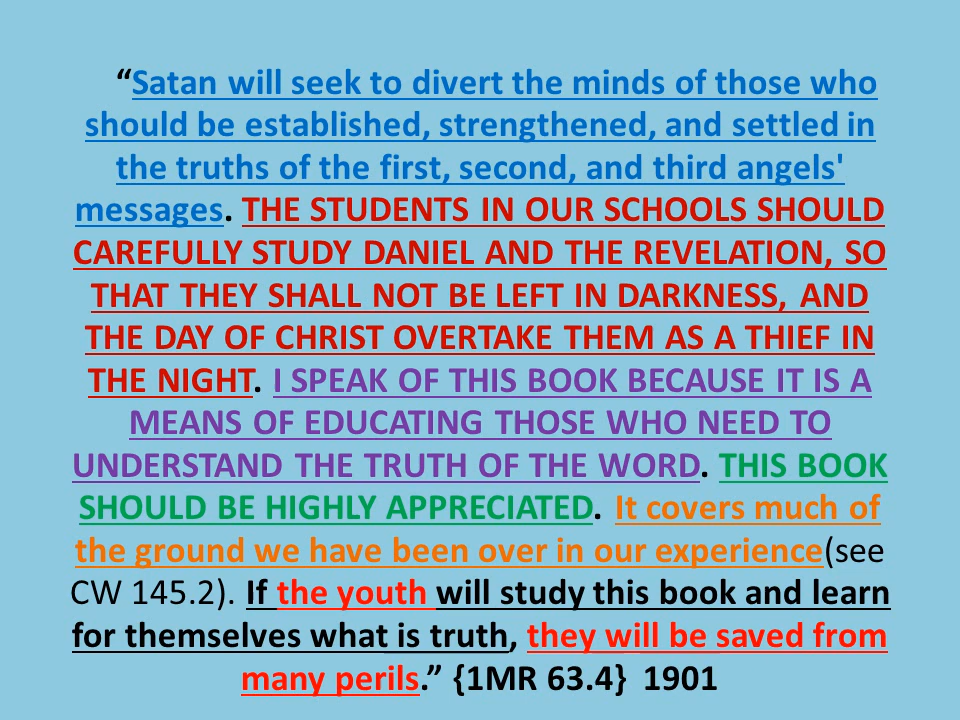 “Satan will seek to divert the minds of those who
should be established, strengthened, and settled in
the truths of the first, second, and third angels'
messages. THE STUDENTS IN OUR SCHOOLS SHOULD
CAREFULLY STUDY DANIEL AND THE REVELATION, SO
THAT THEY SHALL NOT BE LEFT IN DARKNESS, AND
THE DAY OF CHRIST OVERTAKE THEM AS A THIEF IN
THE NIGHT. I SPEAK OF THIS BOOK BECAUSE IT IS A
MEANS OF EDUCATING THOSE WHO NEED TO
UNDERSTAND THE TRUTH OF THE WORD. THIS BOOK
SHOULD BE HIGHLY APPRECIATED. It covers much of
the ground we have been over in our experience(see
CW 145.2). If the youth will study this book and learn
for themselves what is truth, they will be saved from
many perils.” {1MR 63.4} 1901